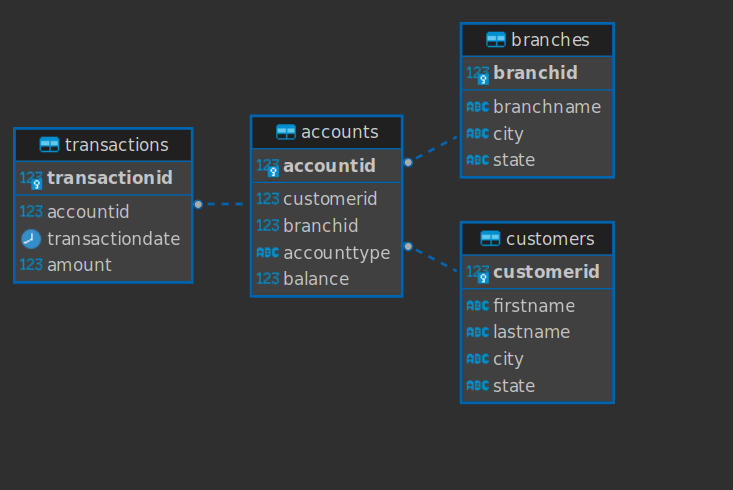 transactions
123 transactionid
123 accountid
transactiondate
123 amount
accounts
123 accountid
123 customerid
123 branchid
ABC accounttype
123 balance
branches
123 branchid
ABC branchname
ABC city
ABC state
customers
123 customerid
ABC firstname
ABC lastname
ABC city
ABC state